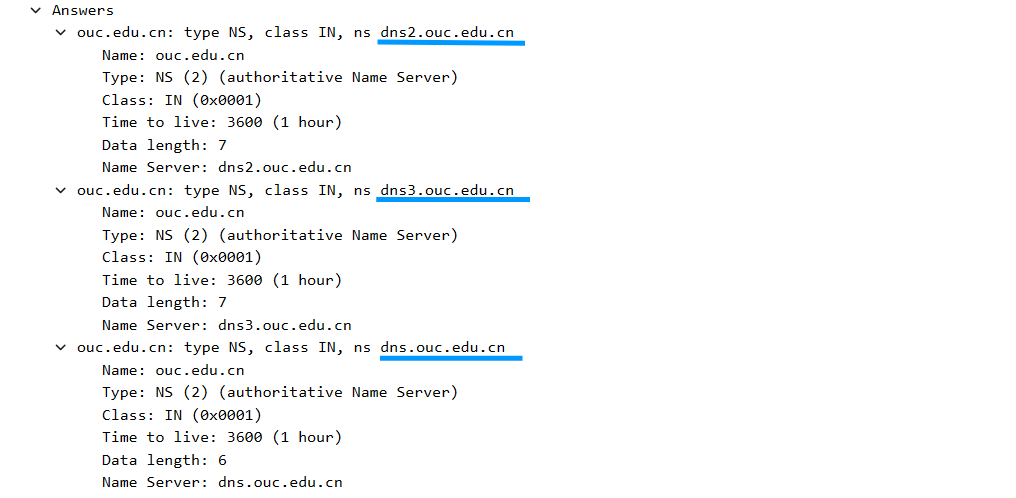 Answers
ouc.edu.cn: type NS, class IN, ns dns2.ouc.edu.cn
Name: ouc.edu.cn
Type: NS (2) (authoritative Name Server)
Class: IN (0x0001)
Time to live: 3600 (1 hour)
Data length: 7
Name Server: dns2.ouc.edu.cn
ouc.edu.cn: type NS, class IN, ns dns3.ouc.edu.cn
Name: ouc.edu.cn
Type: NS (2) (authoritative Name Server)
Class: IN (0x0001)
Time to live: 3600 (1 hour)
Data length: 7
Name Server: dns3.ouc.edu.cn
ouc.edu.cn: type NS, class IN, ns dns.ouc.edu.cn
Name: ouc.edu.cn
Type: NS (2) (authoritative Name Server)
Class: IN (0x0001)
Time to live: 3600 (1 hour)
Data length: 6
Name Server: dns.ouc.edu.cn